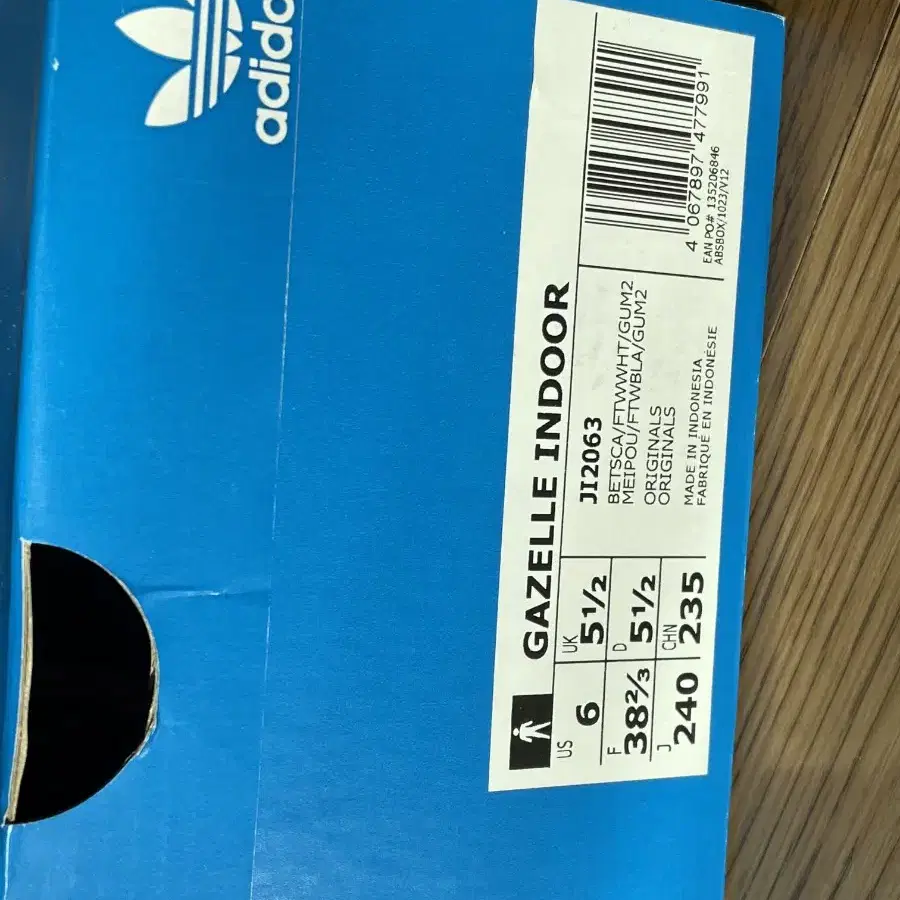 adida
GAZELLE INDOOR
US
6
UK
5½
F
38⅔
D
5½
J
240
CHN
235
JI2063
BETSCA/FTWWHT/GUM2
MEIPOU/FTWBLA/GUM2
ORIGINALS
ORIGINALS
MADE IN INDONESIA
FABRIQUÉ EN INDONÉSIE
4 067897 477991
EAN PO# 135206846
ABSBOX/1023/V12